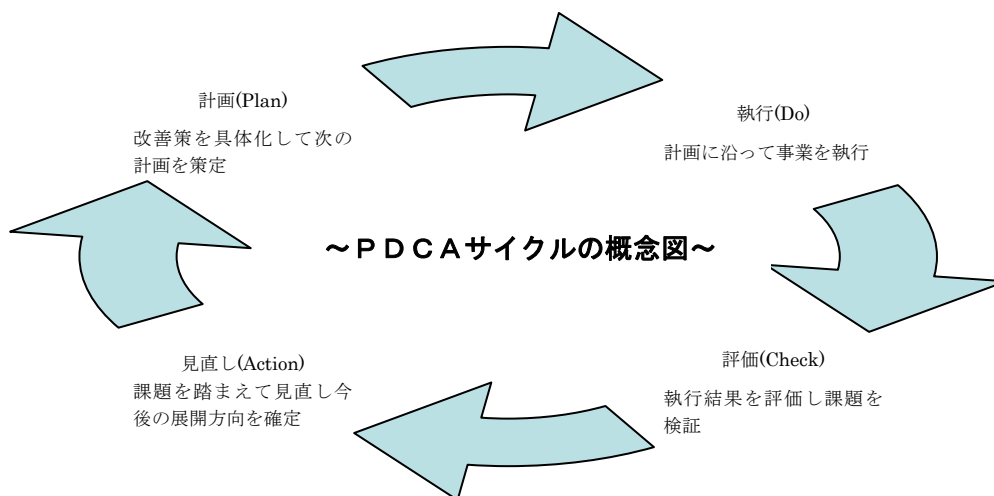 計画(Plan)
改善策を具体化して次の
計画を策定
執行(Do)
計画に沿って事業を執行
~PDCAサイクルの概念図~
見直し(Action)
課題を踏まえて見直し今
後の展開方向を確定
評価(Check)
執行結果を評価し課題を
検証